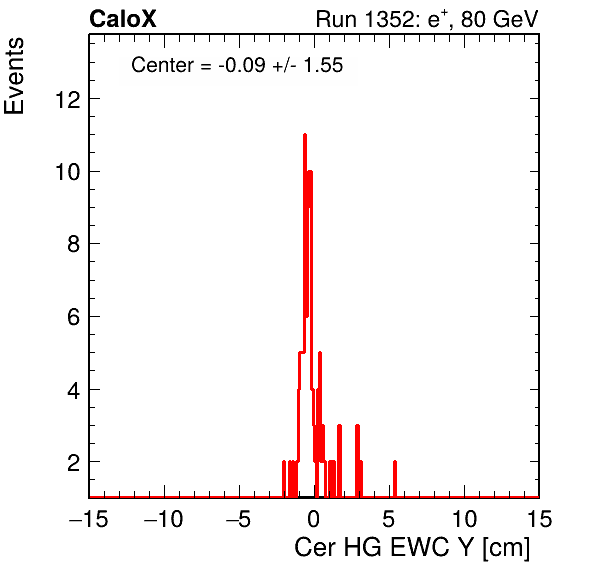 CaloX Run 1352: e⁺, 80 GeV
Center = -0.09 +/- 1.55
Events
12
10
8
6
4
2
−15 −10 −5 0 5 10 15
Cer HG EWC Y [cm]